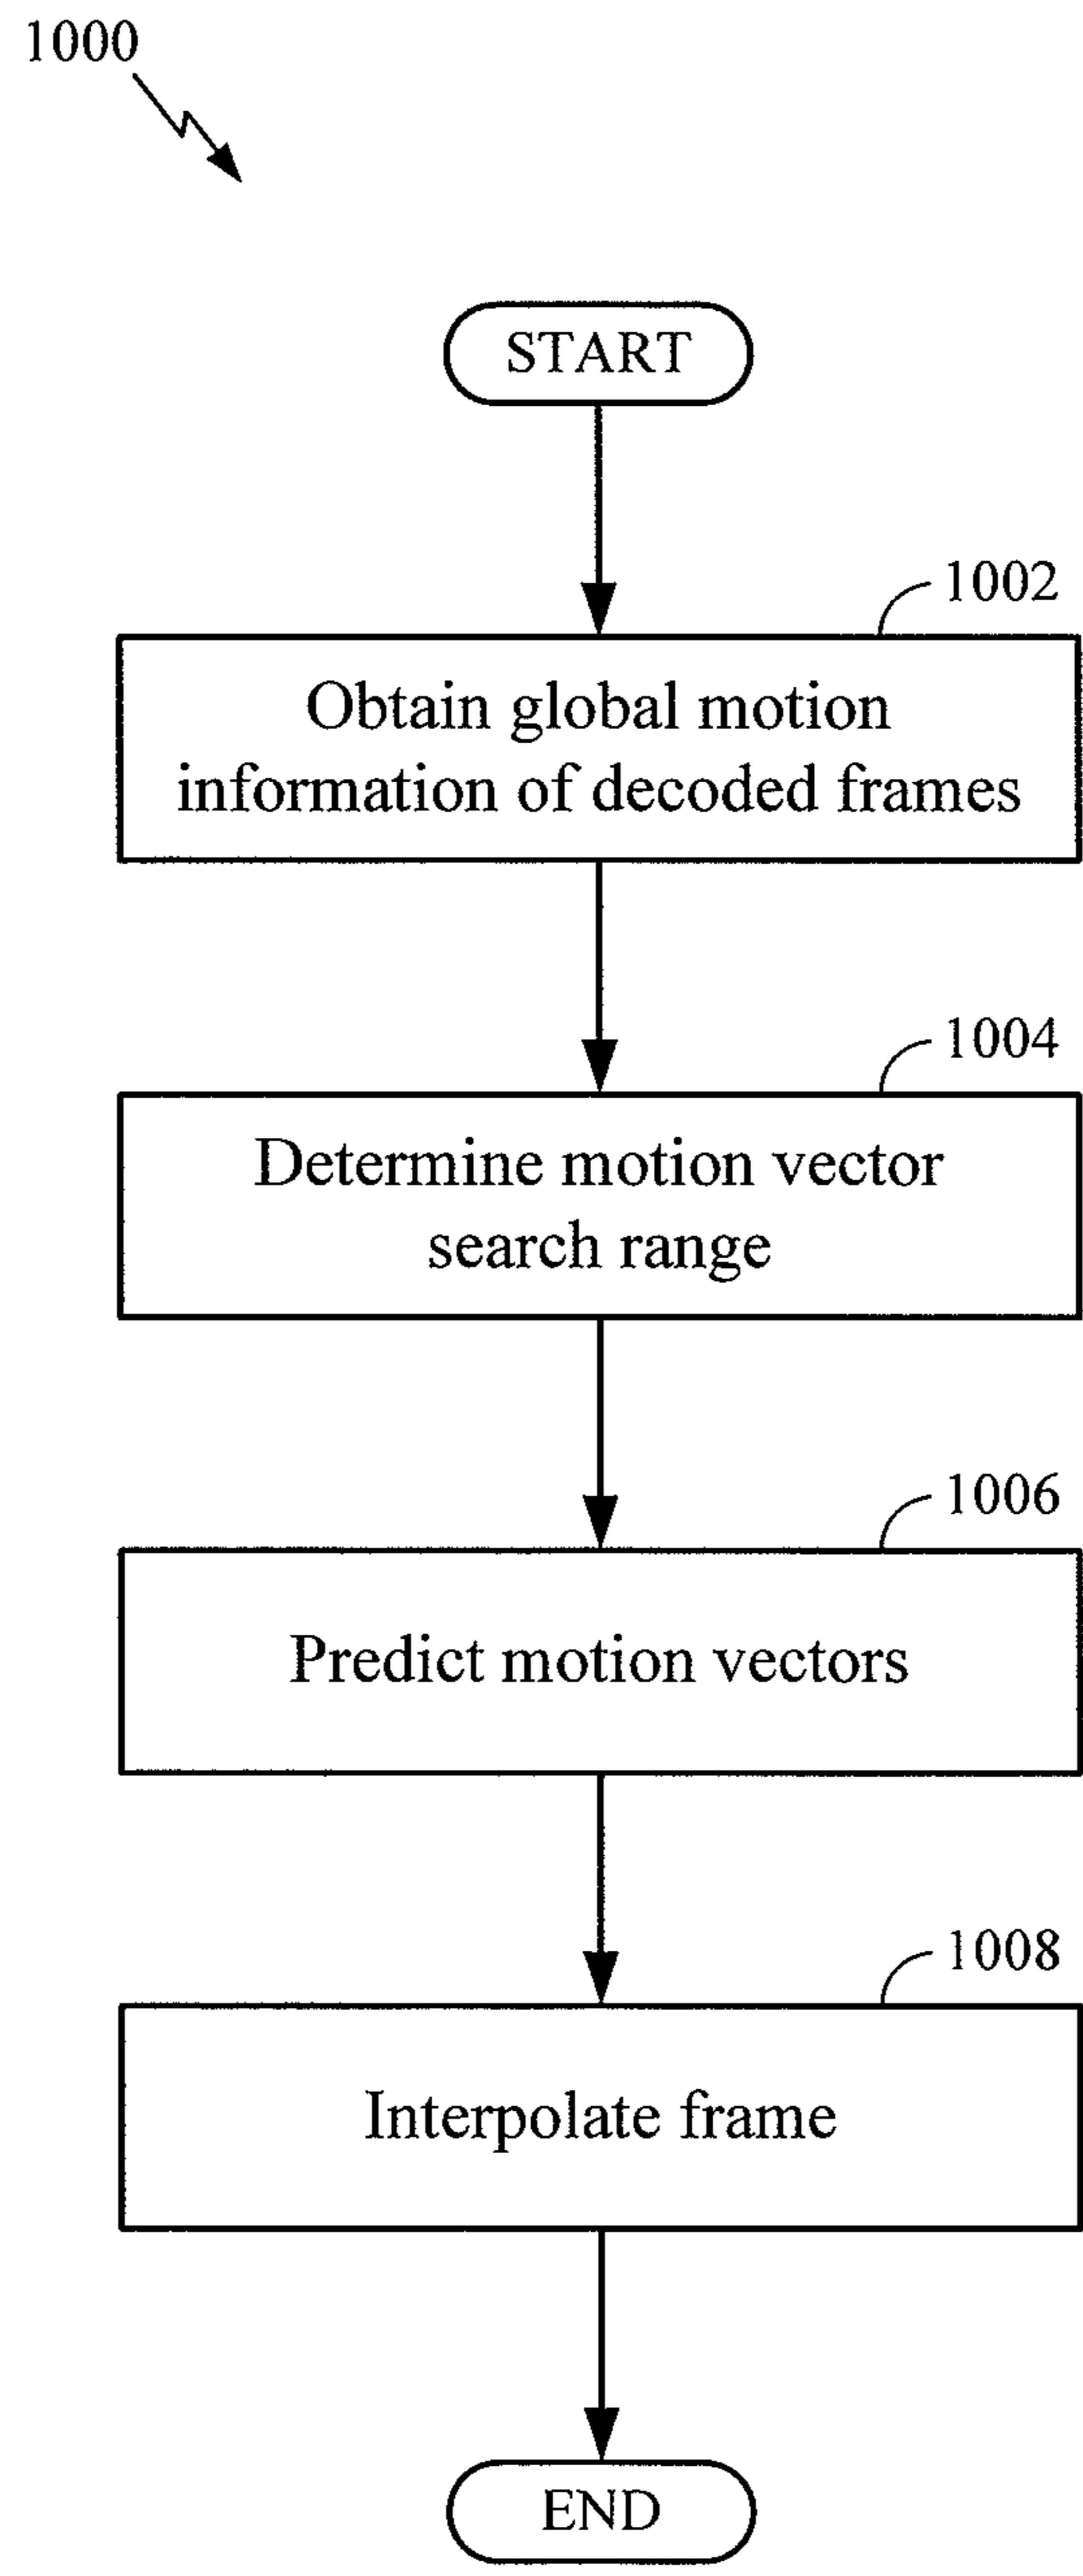 1000
START
1002
Obtain global motion
information of decoded frames
1004
Determine motion vector
search range
1006
Predict motion vectors
1008
Interpolate frame
END